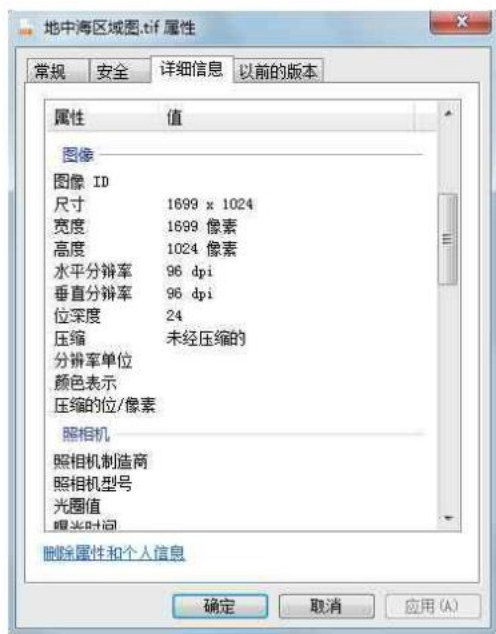 地中海区域图.tif 属性
常规 安全 详细信息 以前的版本
属性 值
图像
图像 ID
尺寸 1699 x 1024
宽度 1699 像素
高度 1024 像素
水平分辨率 96 dpi
垂直分辨率 96 dpi
位深度 24
压缩 未经压缩的
分辨率单位
颜色表示
压缩的位/像素
照相机
照相机制造商
照相机型号
光圈值
曝光时间
删除属性和个人信息
确定 取消 应用(A)